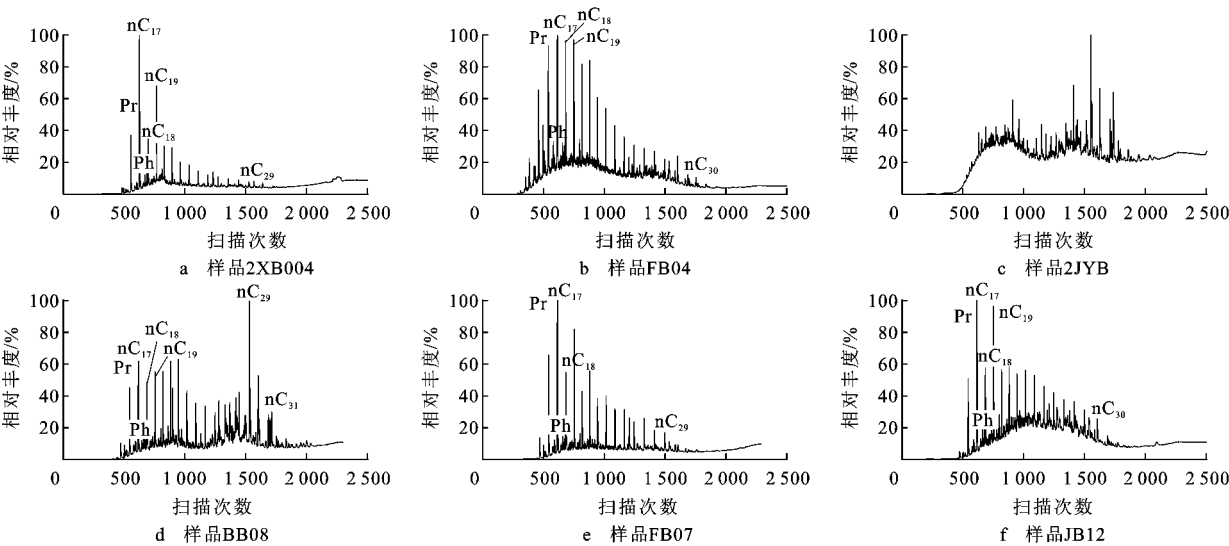 相对丰度/%
100
80
60
40
20
0
500
1 000
1 500
2 000
2 500
nC₁₇
nC₁₉
Pr
nC₁₈
Ph
nC₂₉
扫描次数
a 样品2XB004
相对丰度/%
100
80
60
40
20
0
500
1 000
1 500
2 000
2 500
nC₁₇
nC₁₈
Pr
nC₁₉
Ph
nC₃₀
扫描次数
b 样品FB04
相对丰度/%
100
80
60
40
20
0
500
1 000
1 500
2 000
2 500
扫描次数
c 样品2JYB
相对丰度/%
100
80
60
40
20
0
500
1 000
1 500
2 000
2 500
nC₂₉
nC₁₈
nC₁₇
nC₁₉
Pr
nC₃₁
Ph
扫描次数
d 样品BB08
相对丰度/%
100
80
60
40
20
0
500
1 000
1 500
2 000
2 500
nC₁₇
Pr
nC₁₈
Ph
nC₂₉
扫描次数
e 样品FB07
相对丰度/%
100
80
60
40
20
0
500
1 000
1 500
2 000
2 500
nC₁₇
nC₁₉
Pr
nC₁₈
Ph
nC₃₀
扫描次数
f 样品JB12